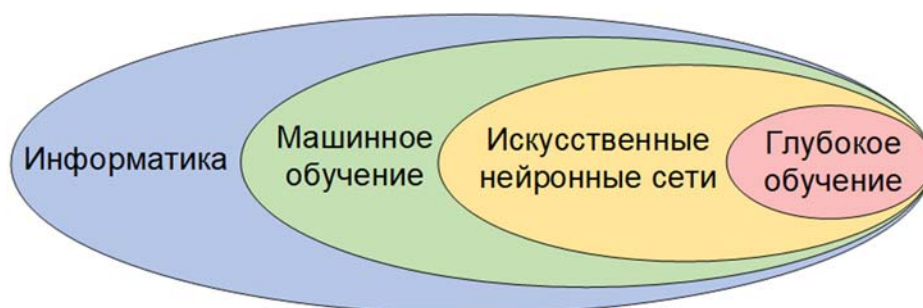 Информатика
Машинное
обучение
Искусственные
нейронные сети
Глубокое
обучение